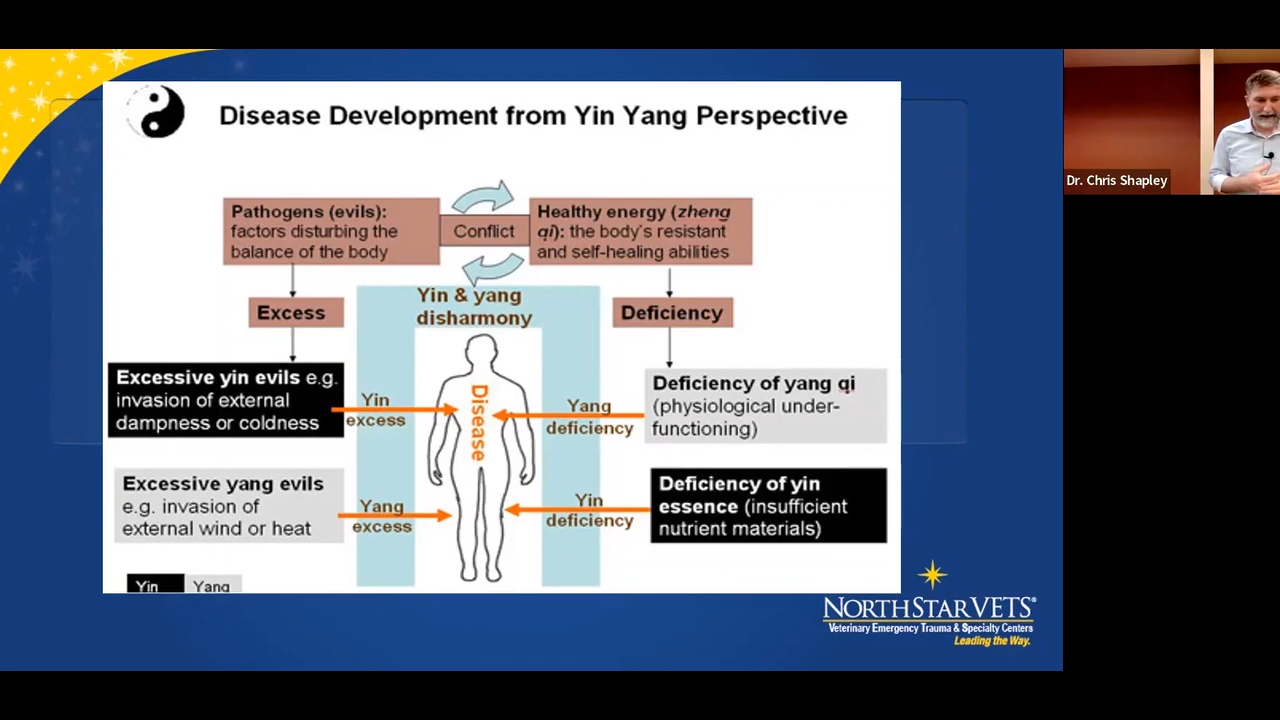 Disease Development from Yin Yang Perspective
Pathogens (evils):
factors disturbing the
balance of the body
Conflict
Healthy energy (zheng
qi): the body's resistant
and self-healing abilities
Excess
Yin & yang
disharmony
Deficiency
Excessive yin evils e.g.
invasion of external
dampness or coldness
Yin
excess
Disease
Yang
deficiency
Deficiency of yang qi
(physiological under-
functioning)
Excessive yang evils
e.g. invasion of
external wind or heat
Yang
excess
Yin
deficiency
Deficiency of yin
essence (insufficient
nutrient materials)
Yin
Yang
NORTHSTAR VETS®
Veterinary Emergency Trauma & Specialty Centers
Leading the Way.
Dr. Chris Shapley